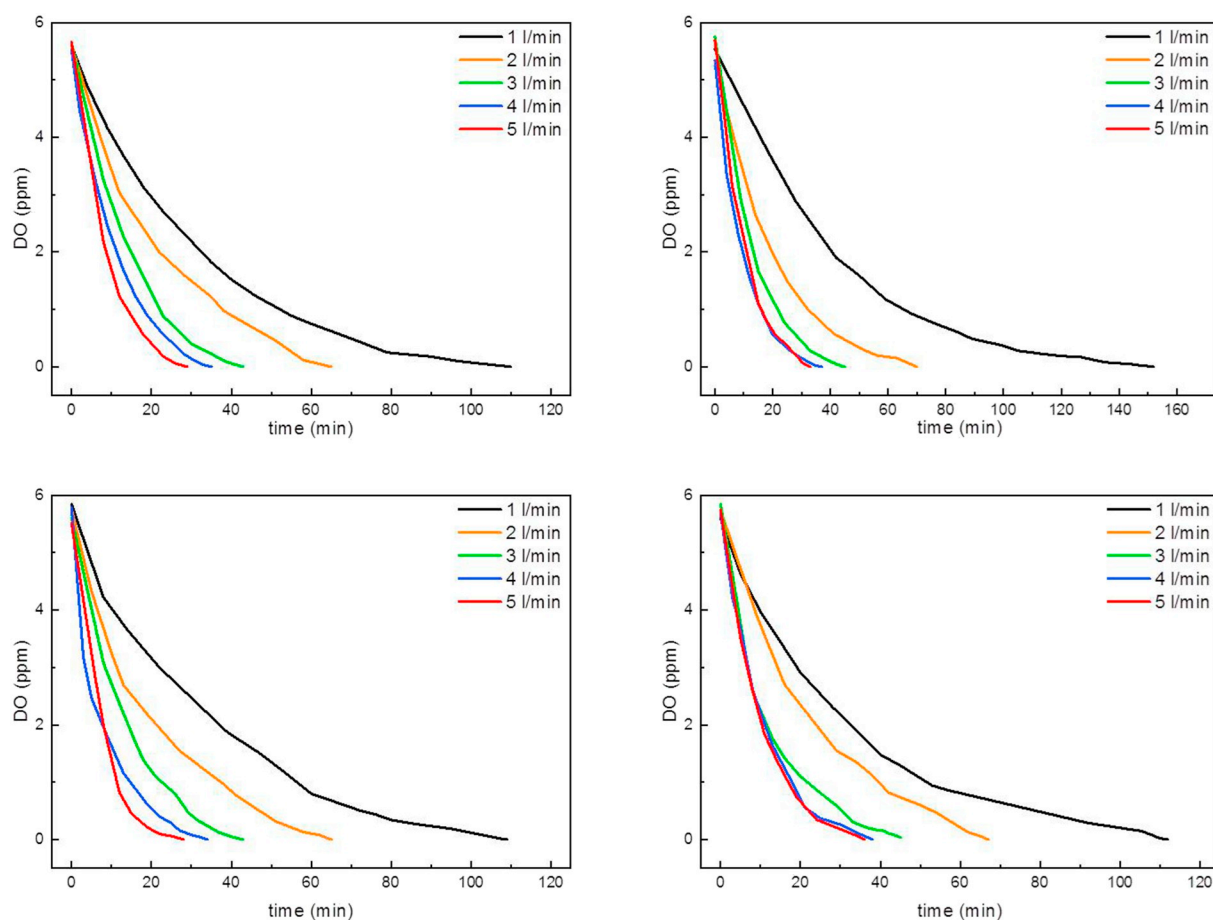 6
4
2
0
DO (ppm)
0 20 40 60 80 100 120
time (min)
1 l/min
2 l/min
3 l/min
4 l/min
5 l/min
6
4
2
0
DO (ppm)
0 20 40 60 80 100 120 140 160
time (min)
1 l/min
2 l/min
3 l/min
4 l/min
5 l/min
6
4
2
0
DO (ppm)
0 20 40 60 80 100 120
time (min)
1 l/min
2 l/min
3 l/min
4 l/min
5 l/min
6
4
2
0
DO (ppm)
0 20 40 60 80 100 120
time (min)
1 l/min
2 l/min
3 l/min
4 l/min
5 l/min